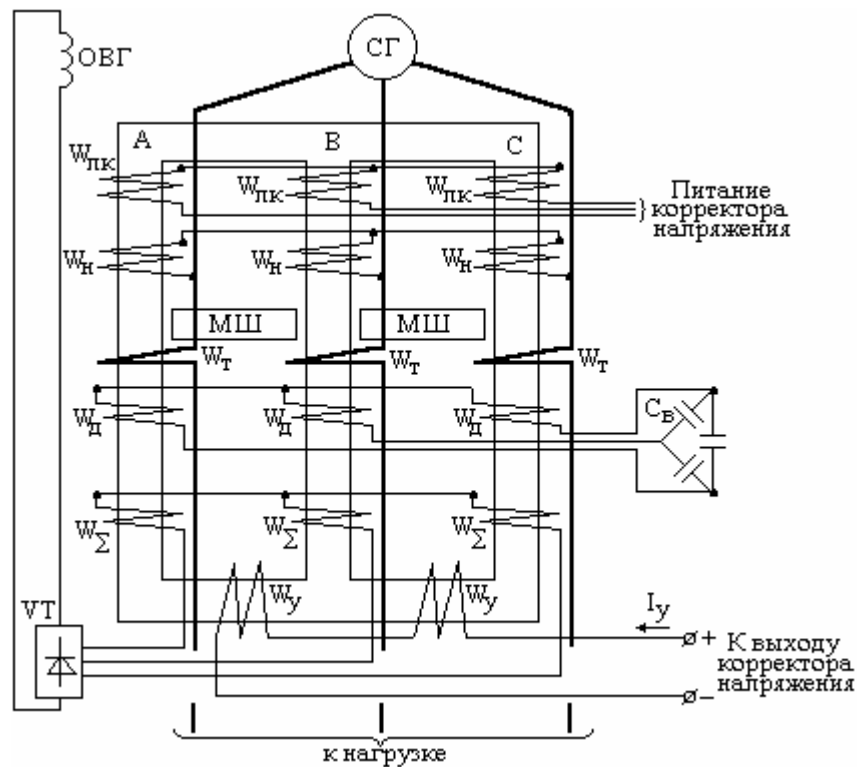 СГ
ОВГ
A B C
Wпк Wпк Wпк
Питание
корректора
напряжения
Wн Wн Wн
МШ МШ
Wт Wт Wт
Wд Wд Wд
Cв
WΣ WΣ WΣ
Wу Wу
VT
Iу
+
К выходу
корректора
напряжения
–
к нагрузке